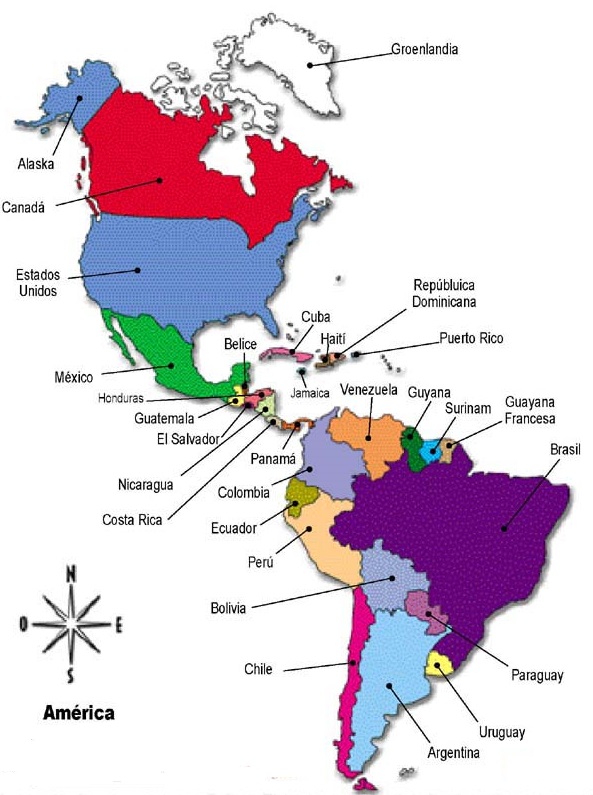 Groenlandia
Alaska
Canadá
Estados
Unidos
Repúbluica
Dominicana
Cuba
Haití
Puerto Rico
Belice
México
Jamaica
Honduras
Venezuela
Guyana
Surinam
Guayana
Francesa
Guatemala
El Salvador
Panamá
Brasil
Nicaragua
Colombia
Costa Rica
Ecuador
Perú
N
O
E
S
Bolivia
Chile
Paraguay
América
Uruguay
Argentina